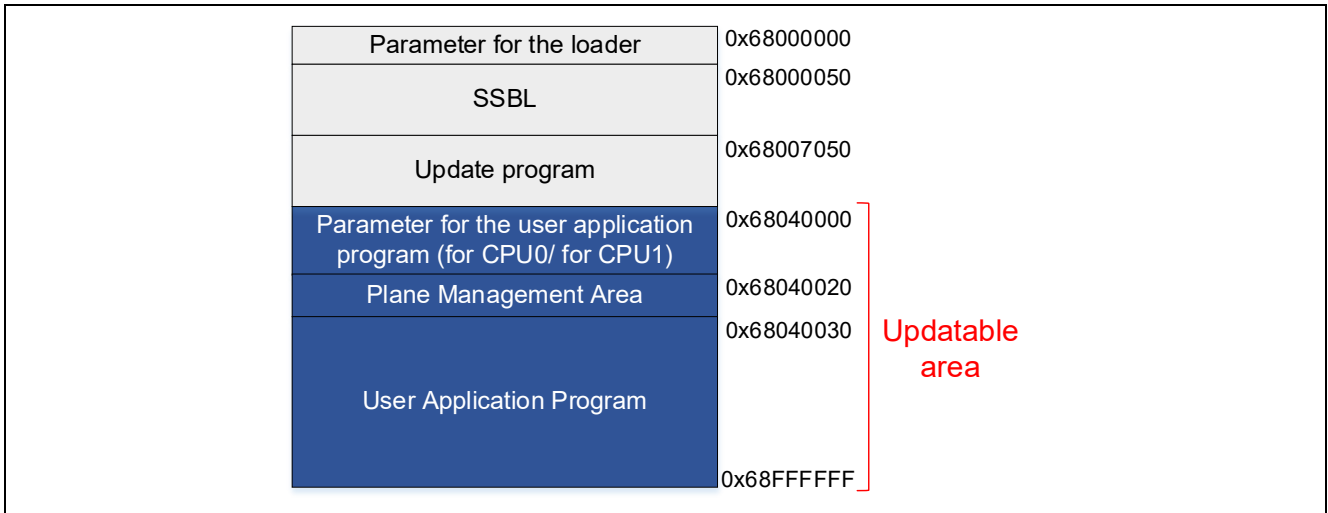 Parameter for the loader
0x68000000
SSBL
0x68000050
Update program
0x68007050
Parameter for the user application
program (for CPU0/ for CPU1)
0x68040000
Plane Management Area
0x68040020
User Application Program
0x68040030
Updatable
area
0x68FFFFFF